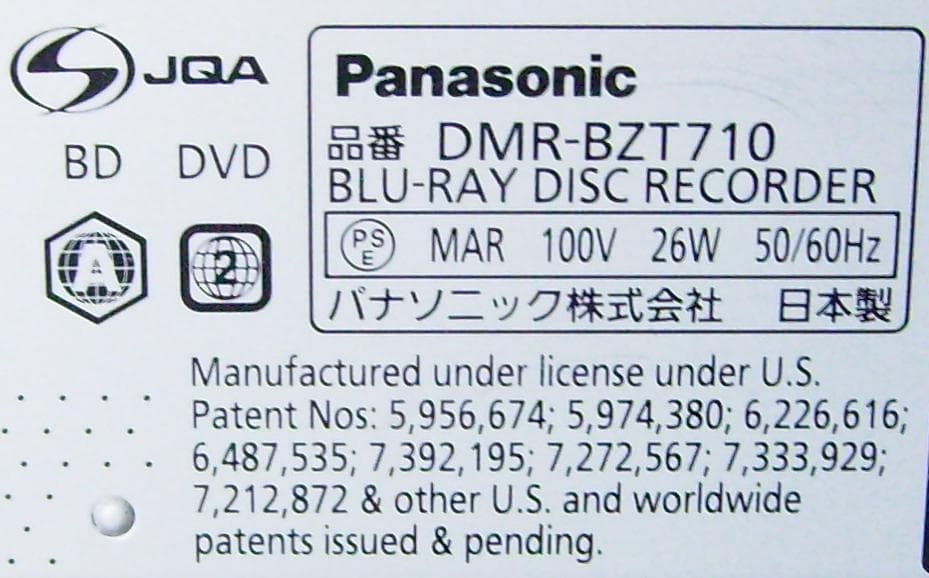 JQA
Panasonic
BD DVD
品番 DMR-BZT710
BLU-RAY DISC RECORDER
A 2
PSE MAR 100V 26W 50/60Hz
パナソニック株式会社 日本製
Manufactured under license under U.S.
Patent Nos: 5,956,674; 5,974,380; 6,226,616;
6,487,535; 7,392,195; 7,272,567; 7,333,929;
7,212,872 & other U.S. and worldwide
patents issued & pending.